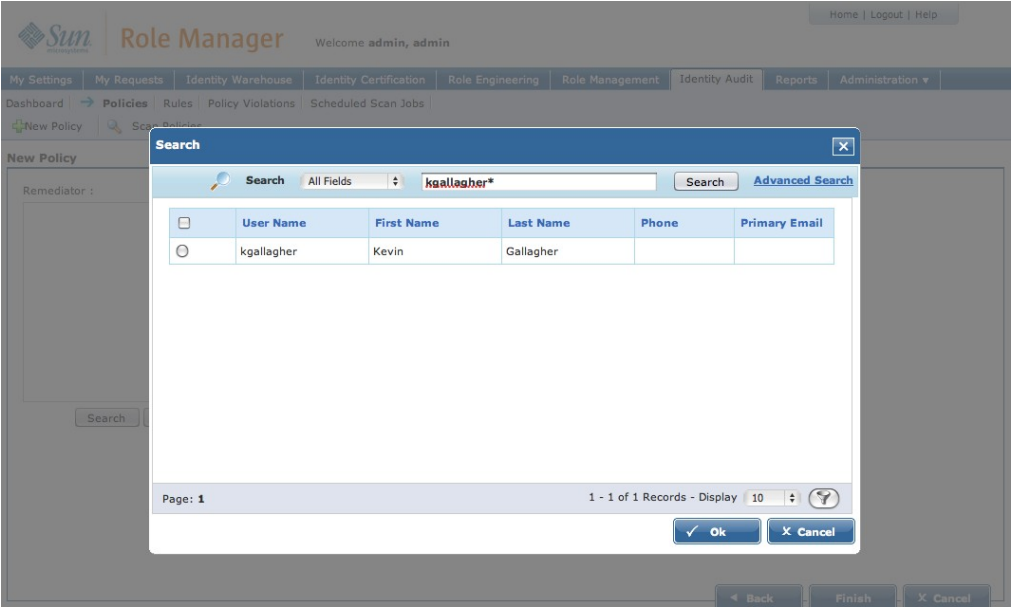 Home | Logout | Help
Sun
microsystems
Role Manager
Welcome admin, admin
My Settings My Requests Identity Warehouse Identity Certification Role Engineering Role Management Identity Audit Reports Administration
Dashboard Policies Rules Policy Violations Scheduled Scan Jobs
New Policy Scan Policies
New Policy
Remediator :
Search
Search
Search All Fields kgallagher* Search Advanced Search
User Name First Name Last Name Phone Primary Email
kgallagher Kevin Gallagher
Page: 1 1 - 1 of 1 Records - Display 10
Ok X Cancel
Back Finish X Cancel